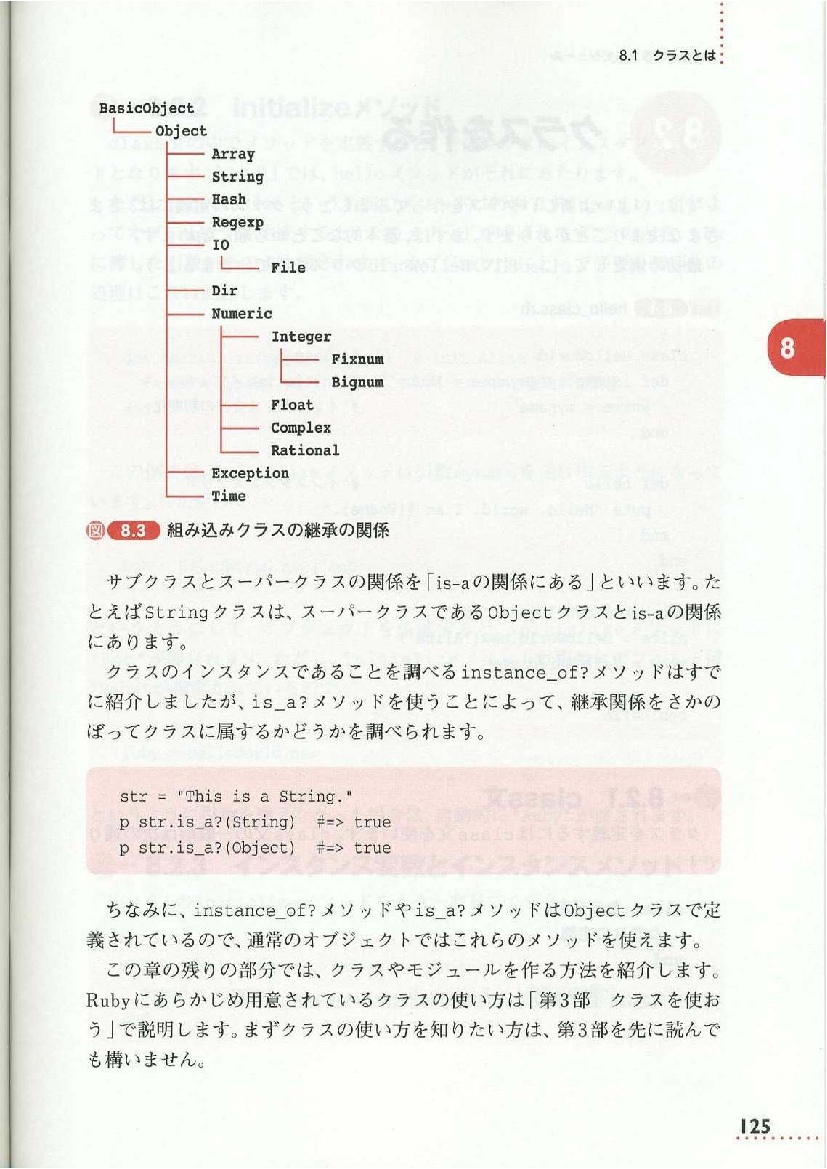 8.1 クラスとは
BasicObject
Object
Array
String
Hash
Regexp
IO
File
Dir
Numeric
Integer
Fixnum
Bignum
Float
Complex
Rational
Exception
Time
図 8.3 組み込みクラスの継承の関係
サブクラスとスーパークラスの関係を「is-aの関係にある」といいます。た
とえばStringクラスは、スーパークラスであるObjectクラスとis-aの関係
にあります。
クラスのインスタンスであることを調べるinstance_of?メソッドはすで
に紹介しましたが、is_a?メソッドを使うことによって、継承関係をさかの
ぼってクラスに属するかどうかを調べられます。
str = "This is a String."
p str.is_a?(String) #=> true
p str.is_a?(Object) #=> true
ちなみに、instance_of?メソッドやis_a?メソッドはObjectクラスで定
義されているので、通常のオブジェクトではこれらのメソッドを使えます。
この章の残りの部分では、クラスやモジュールを作る方法を紹介します。
Rubyにあらかじめ用意されているクラスの使い方は「第3部 クラスを使お
う」で説明します。まずクラスの使い方を知りたい方は、第3部を先に読んで
も構いません。
8
125